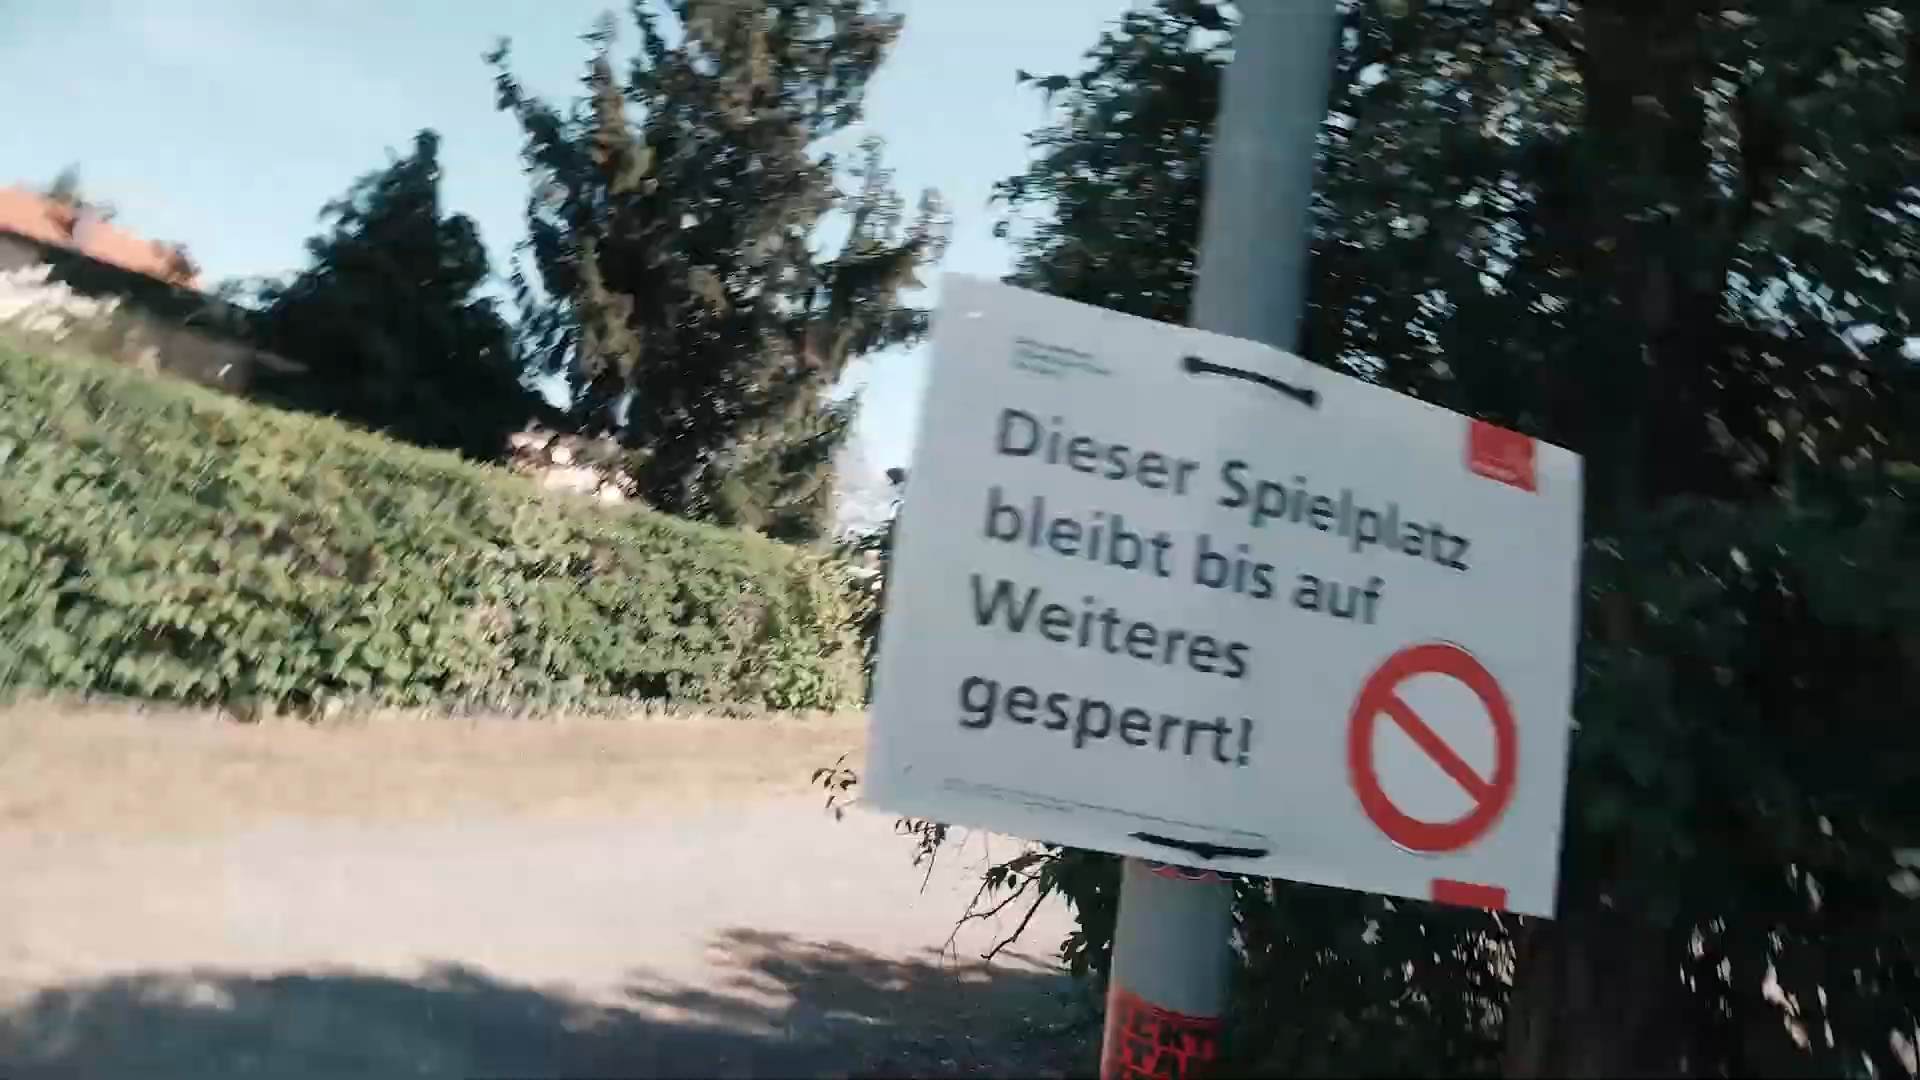 Dieser Spielplatz
bleibt bis auf
Weiteres
gesperrt!